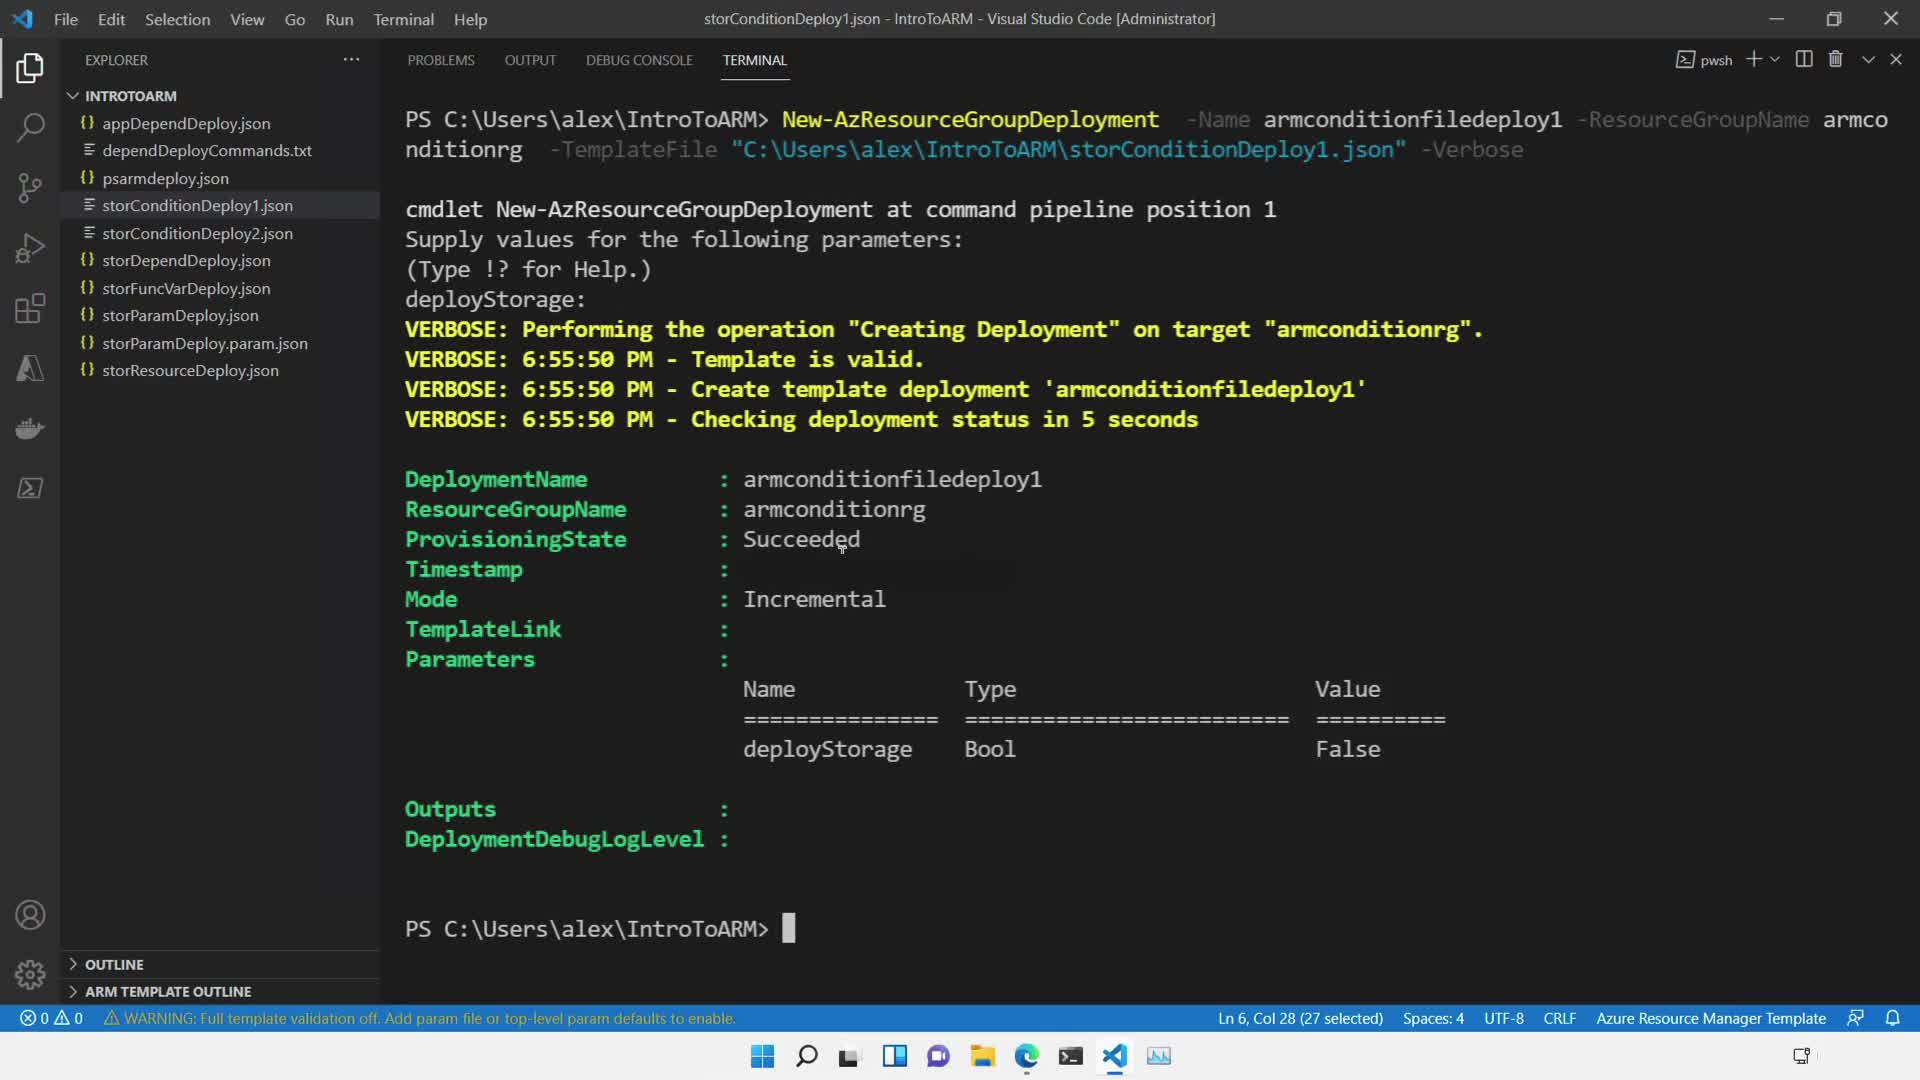 File Edit Selection View Go Run Terminal Help
storConditionDeploy1.json - IntroToARM - Visual Studio Code [Administrator]
EXPLORER
INTROTOARM
appDependDeploy.json
dependDeployCommands.txt
psarmdeploy.json
storConditionDeploy1.json
storConditionDeploy2.json
storDependDeploy.json
storFuncVarDeploy.json
storParamDeploy.json
storParamDeploy.param.json
storResourceDeploy.json
OUTLINE
ARM TEMPLATE OUTLINE
PROBLEMS OUTPUT DEBUG CONSOLE TERMINAL
pwsh
PS C:\Users\alex\IntroToARM> New-AzResourceGroupDeployment -Name armconditionfiledeploy1 -ResourceGroupName armco
nditionrg -TemplateFile "C:\Users\alex\IntroToARM\storConditionDeploy1.json" -Verbose
cmdlet New-AzResourceGroupDeployment at command pipeline position 1
Supply values for the following parameters:
(Type !? for Help.)
deployStorage:
VERBOSE: Performing the operation "Creating Deployment" on target "armconditionrg".
VERBOSE: 6:55:50 PM - Template is valid.
VERBOSE: 6:55:50 PM - Create template deployment 'armconditionfiledeploy1'
VERBOSE: 6:55:50 PM - Checking deployment status in 5 seconds
DeploymentName : armconditionfiledeploy1
ResourceGroupName : armconditionrg
ProvisioningState : Succeeded
Timestamp :
Mode : Incremental
TemplateLink :
Parameters :
Name Type Value
=============== ========================= ==========
deployStorage Bool False
Outputs :
DeploymentDebugLogLevel :
PS C:\Users\alex\IntroToARM>
0 0 WARNING: Full template validation off. Add param file or top-level param defaults to enable.
Ln 6, Col 28 (27 selected) Spaces: 4 UTF-8 CRLF Azure Resource Manager Template